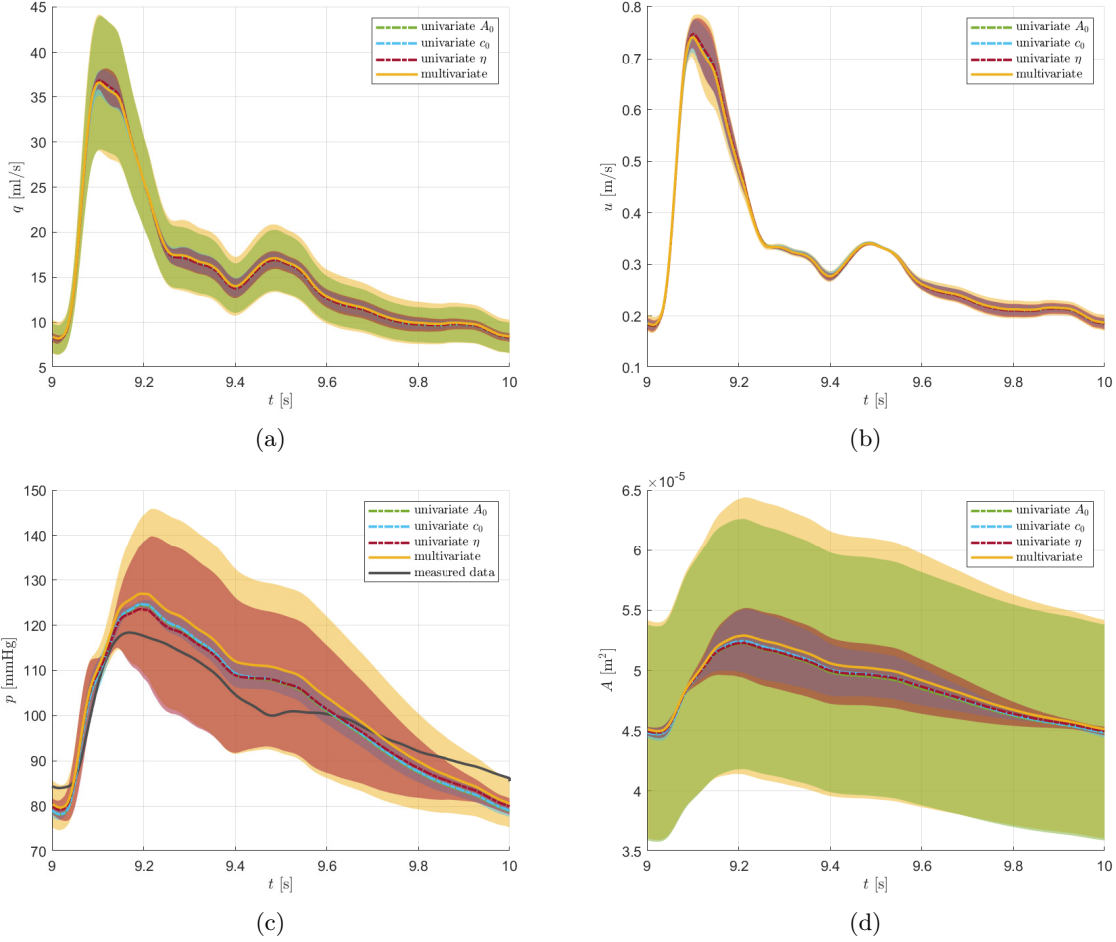 45
40
35
30
25
20
15
10
5
q [ml/s]
univariate A₀
univariate c₀
univariate η
multivariate
9
9.2
9.4
9.6
9.8
10
t [s]
(a)
0.8
0.7
0.6
0.5
0.4
0.3
0.2
0.1
u [m/s]
univariate A₀
univariate c₀
univariate η
multivariate
9
9.2
9.4
9.6
9.8
10
t [s]
(b)
150
140
130
120
110
100
90
80
70
p [mmHg]
univariate A₀
univariate c₀
univariate η
multivariate
measured data
9
9.2
9.4
9.6
9.8
10
t [s]
(c)
×10⁻⁵
6.5
6
5.5
5
4.5
4
3.5
A [m²]
univariate A₀
univariate c₀
univariate η
multivariate
9
9.2
9.4
9.6
9.8
10
t [s]
(d)